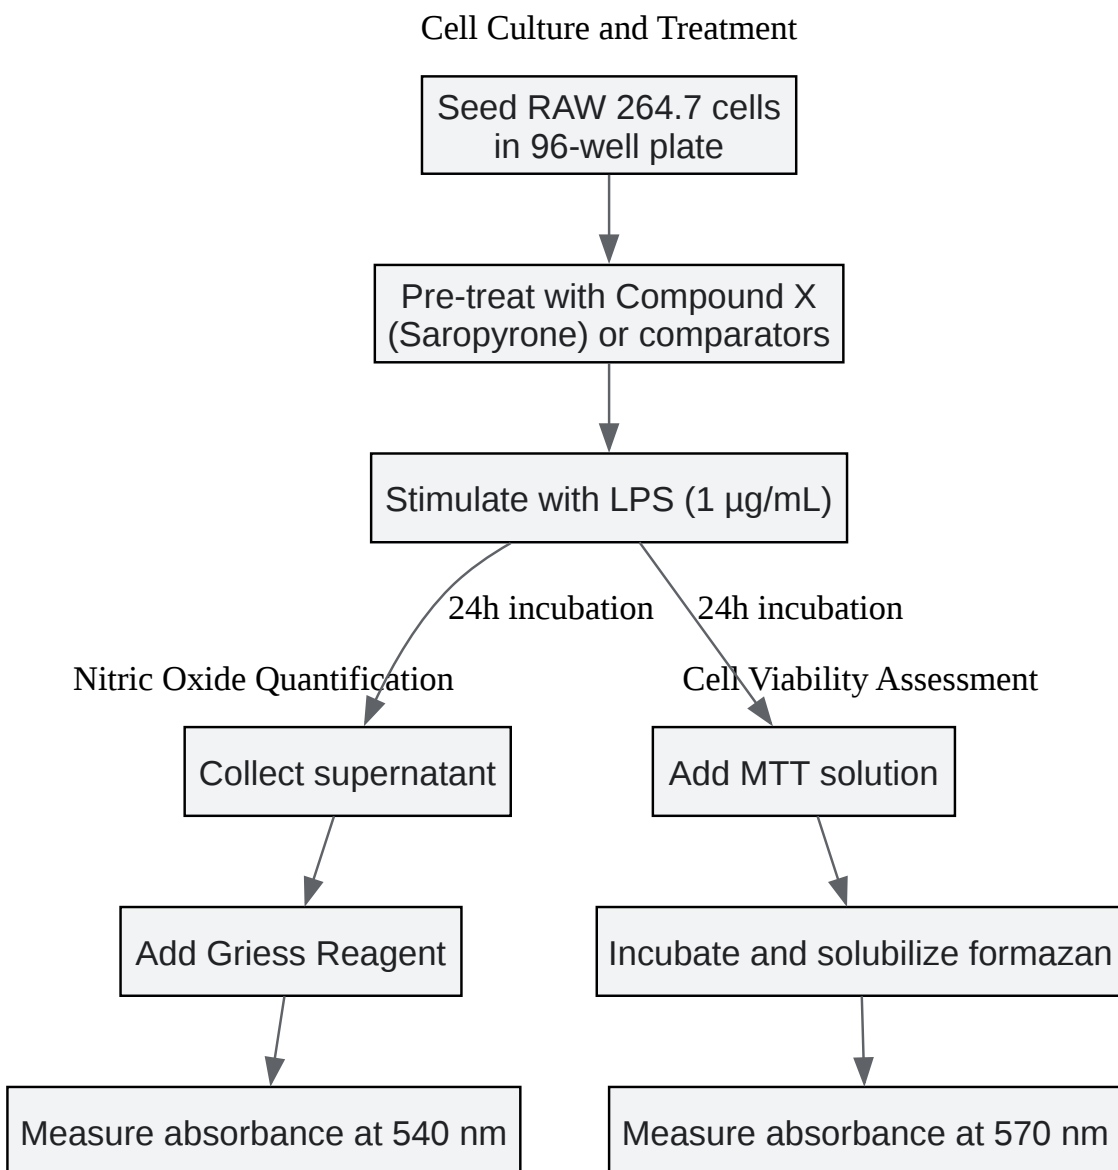 Cell Culture and Treatment
Seed RAW 264.7 cells
in 96-well plate
Pre-treat with Compound X
(Saropyrone) or comparators
Stimulate with LPS (1 µg/mL)
24h incubation
24h incubation
Nitric Oxide Quantification
Cell Viability Assessment
Collect supernatant
Add MTT solution
Add Griess Reagent
Incubate and solubilize formazan
Measure absorbance at 540 nm
Measure absorbance at 570 nm